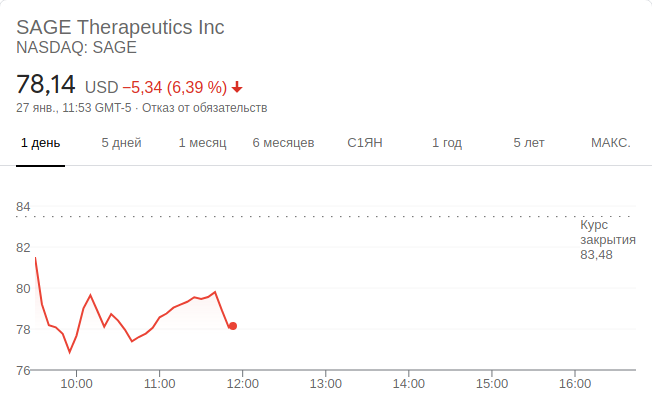 SAGE Therapeutics Inc
NASDAQ: SAGE
78,14 USD −5,34 (6,39 %)
27 янв., 11:53 GMT-5 · Отказ от обязательств
1 день 5 дней 1 месяц 6 месяцев С1ЯН 1 год 5 лет МАКС.
84
Курс
закрытия
83,48
82
80
78
76
10:00 11:00 12:00 13:00 14:00 15:00 16:00